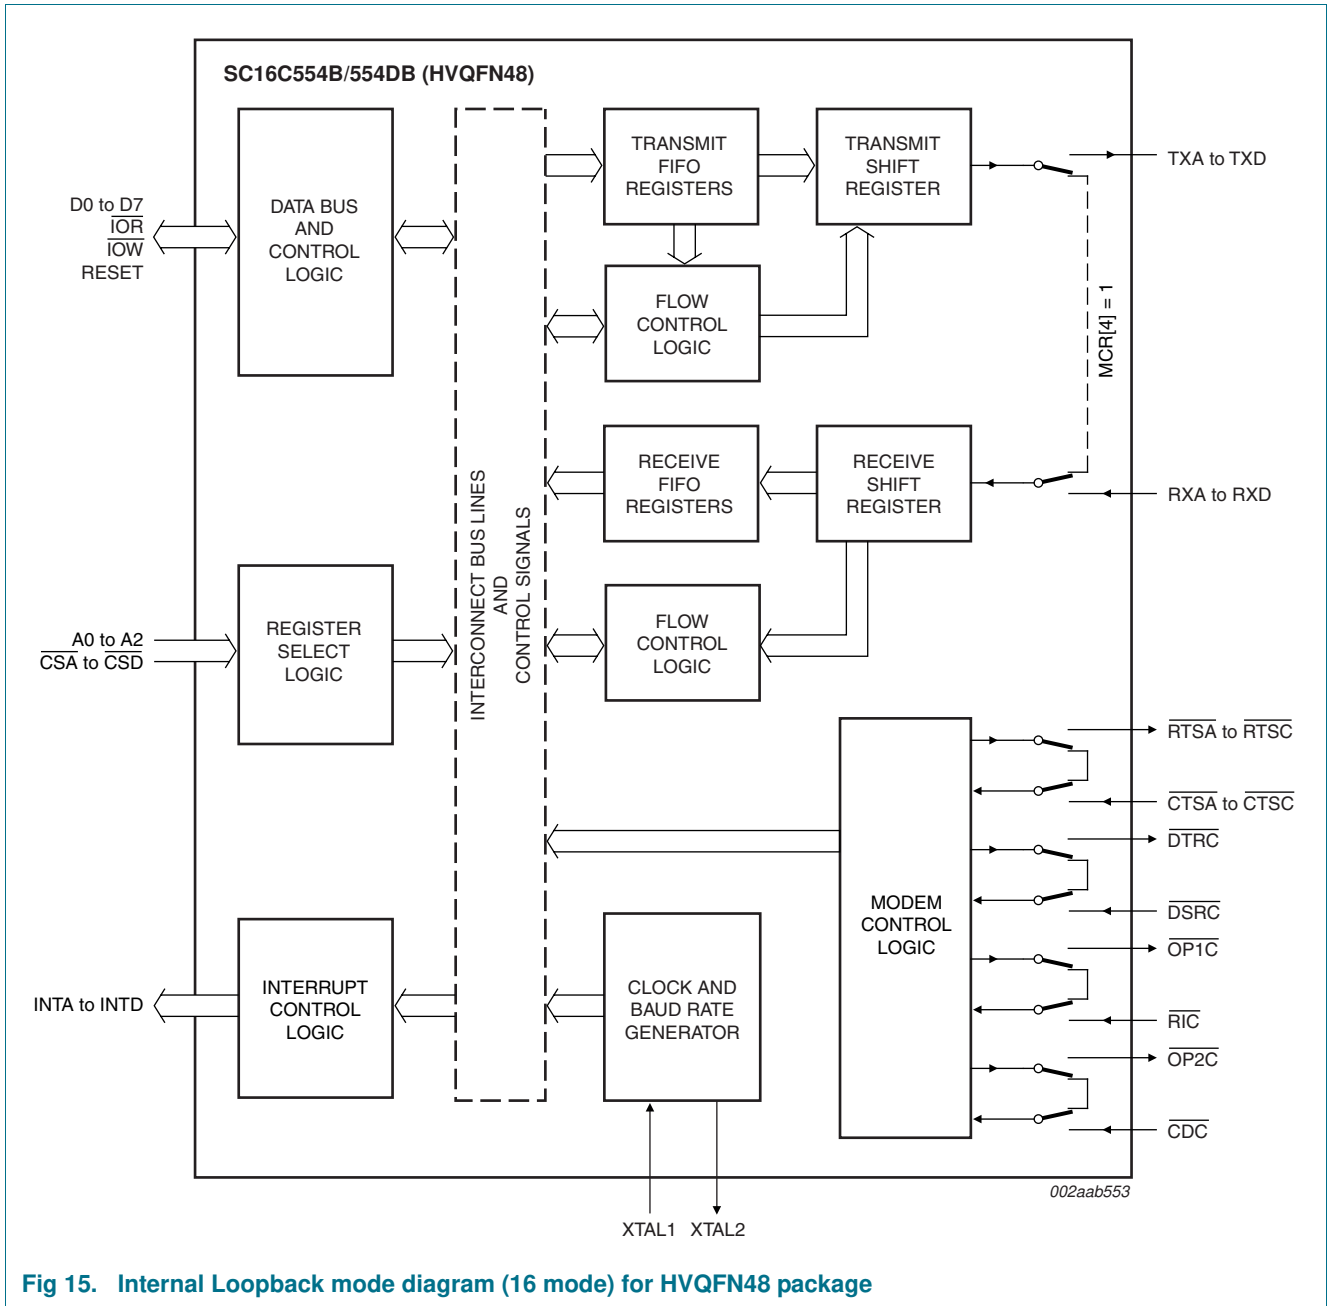 SC16C554B/554DB (HVQFN48)
D0 to D7
IOR
IOW
RESET
DATA BUS
AND
CONTROL
LOGIC
TRANSMIT
FIFO
REGISTERS
TRANSMIT
SHIFT
REGISTER
TXA to TXD
FLOW
CONTROL
LOGIC
MCR[4] = 1
INTERCONNECT BUS LINES
AND
CONTROL SIGNALS
RECEIVE
FIFO
REGISTERS
RECEIVE
SHIFT
REGISTER
RXA to RXD
A0 to A2
CSA to CSD
REGISTER
SELECT
LOGIC
FLOW
CONTROL
LOGIC
RTSA to RTSC
CTSA to CTSC
DTRC
MODEM
CONTROL
LOGIC
DSRC
OP1C
RIC
OP2C
CDC
INTA to INTD
INTERRUPT
CONTROL
LOGIC
CLOCK AND
BAUD RATE
GENERATOR
XTAL1 XTAL2
002aab553
Fig 15. Internal Loopback mode diagram (16 mode) for HVQFN48 package